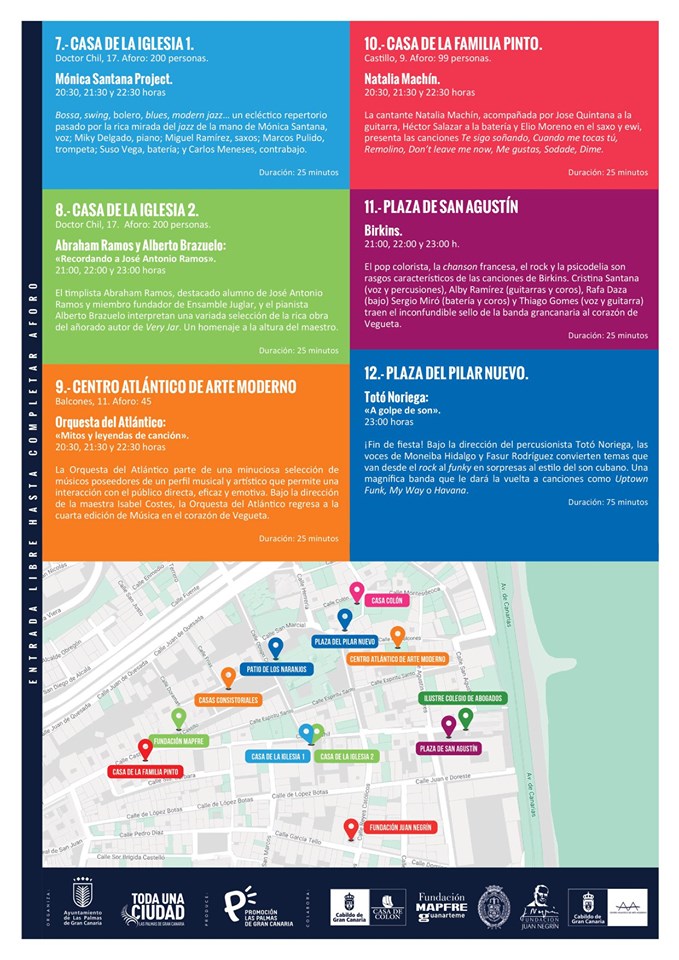 ENTRADA LIBRE HASTA COMPLETAR AFORO
7.- CASA DE LA IGLESIA 1.
Doctor Chil, 17. Aforo: 200 personas.
Mónica Santana Project.
20:30, 21:30 y 22:30 horas
Bossa, swing, bolero, blues, modern jazz... un ecléctico repertorio
pasado por la rica mirada del jazz de la mano de Mónica Santana,
voz; Miky Delgado, piano; Miguel Ramírez, saxos; Marcos Pulido,
trompeta; Suso Vega, batería; y Carlos Meneses, contrabajo.
Duración: 25 minutos
8.- CASA DE LA IGLESIA 2.
Doctor Chil, 17. Aforo: 200 personas.
Abraham Ramos y Alberto Brazuelo:
«Recordando a José Antonio Ramos».
21:00, 22:00 y 23:00 horas
El timplista Abraham Ramos, destacado alumno de José Antonio
Ramos y miembro fundador de Ensamble Juglar, y el pianista
Alberto Brazuelo interpretan una variada selección de la rica obra
del añorado autor de Very Jar. Un homenaje a la altura del maestro.
Duración: 25 minutos
9.- CENTRO ATLÁNTICO DE ARTE MODERNO
Balcones, 11. Aforo: 45
Orquesta del Atlántico:
«Mitos y leyendas de canción».
20:30, 21:30 y 22:30 horas
La Orquesta del Atlántico parte de una minuciosa selección de
músicos poseedores de un perfil musical y artístico que permite una
interacción con el público directa, eficaz y emotiva. Bajo la dirección
de la maestra Isabel Costes, la Orquesta del Atlántico regresa a la
cuarta edición de Música en el corazón de Vegueta.
Duración: 25 minutos
10.- CASA DE LA FAMILIA PINTO.
Castillo, 9. Aforo: 99 personas.
Natalia Machín.
20:30, 21:30 y 22:30 horas
La cantante Natalia Machín, acompañada por Jose Quintana a la
guitarra, Héctor Salazar a la batería y Elio Moreno en el saxo y ewi,
presenta las canciones Te sigo soñando, Cuando me tocas tú,
Remolino, Don't leave me now, Me gustas, Sodade, Dime.
Duración: 25 minutos
11.- PLAZA DE SAN AGUSTÍN
Birkins.
21:00, 22:00 y 23:00 h.
El pop colorista, la chanson francesa, el rock y la psicodelia son
rasgos característicos de las canciones de Birkins. Cristina Santana
(voz y percusiones), Alby Ramírez (guitarras y coros), Rafa Daza
(bajo) Sergio Miró (batería y coros) y Thiago Gomes (voz y guitarra)
traen el inconfundible sello de la banda grancanaria al corazón de
Vegueta.
Duración: 25 minutos
12.- PLAZA DEL PILAR NUEVO.
Totó Noriega:
«A golpe de son».
23:00 horas
¡Fin de fiesta! Bajo la dirección del percusionista Totó Noriega, las
voces de Moneiba Hidalgo y Fasur Rodríguez convierten temas que
van desde el rock al funky en sorpresas al estilo del son cubano. Una
magnífica banda que le dará la vuelta a canciones como Uptown
Funk, My Way o Havana.
Duración: 75 minutos
CASA COLÓN
PLAZA DEL PILAR NUEVO
CENTRO ATLÁNTICO DE ARTE MODERNO
PATIO DE LOS NARANJOS
CASAS CONSISTORIALES
ILUSTRE COLEGIO DE ABOGADOS
FUNDACIÓN MAPFRE
PLAZA DE SAN AGUSTÍN
CASA DE LA IGLESIA 1
CASA DE LA IGLESIA 2
CASA DE LA FAMILIA PINTO
FUNDACIÓN JUAN NEGRÍN
Calle Fuente
Calle Juan de Quesada
Calle Espíritu Santo
Calle Juan e Doreste
Calle de López Botas
Calle de López Botas
Calle Pedro Díaz
Calle García Tello
Calle Sor Brígida Castelló
Av. de Canarias
Av. de Canarias
ORGANIZA:
Ayuntamiento
de Las Palmas
de Gran Canaria
TODA UNA
CIUDAD
LAS PALMAS DE GRAN CANARIA
PRODUCE:
PROMOCIÓN
LAS PALMAS
DE GRAN CANARIA
COLABORA:
Cabildo de
Gran Canaria
CASA DE
COLÓN
Fundación
MAPFRE
guanarteme
FUNDACIÓN
JUAN NEGRÍN
Cabildo de
Gran Canaria